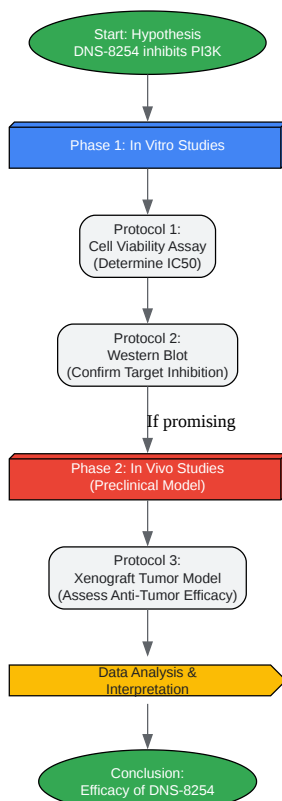 Start: Hypothesis
DNS-8254 inhibits PI3K
Phase 1: In Vitro Studies
Protocol 1:
Cell Viability Assay
(Determine IC50)
Protocol 2:
Western Blot
(Confirm Target Inhibition)
If promising
Phase 2: In Vivo Studies
(Preclinical Model)
Protocol 3:
Xenograft Tumor Model
(Assess Anti-Tumor Efficacy)
Data Analysis &
Interpretation
Conclusion:
Efficacy of DNS-8254